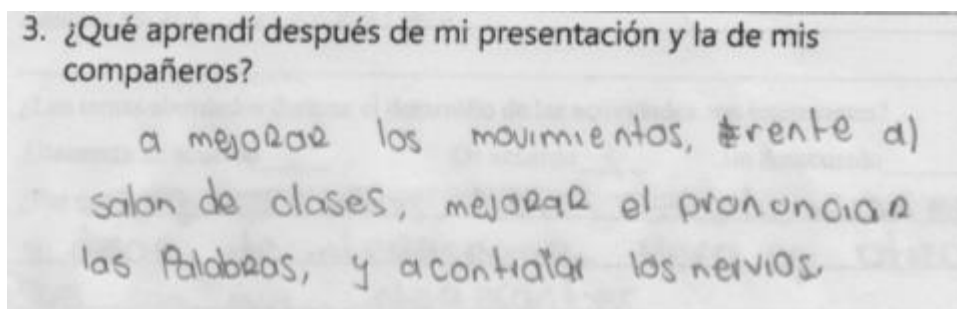 3. ¿Qué aprendí después de mi presentación y la de mis
compañeros?
a mejorar los movimientos, frente al
salon de clases, mejorar el pronunciar
las Palabras, y acontralar los nervios.